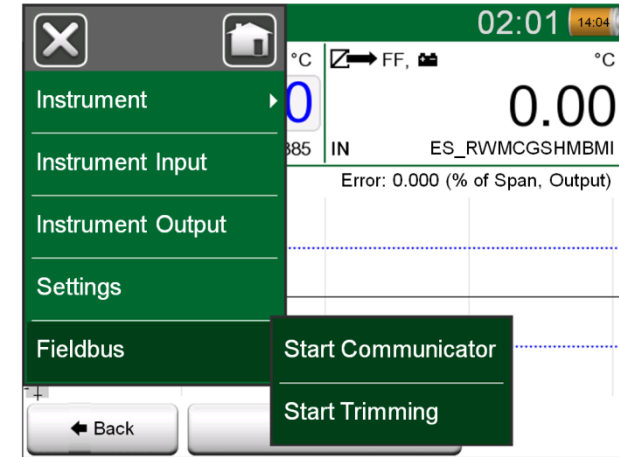 02:01 14:04
°C FF, °C
Instrument 0 0.00
385 IN ES_RWMCGSHMBMI
Instrument Input
Error: 0.000 (% of Span, Output)
Instrument Output
Settings
Fieldbus
Start Communicator
Start Trimming
Back